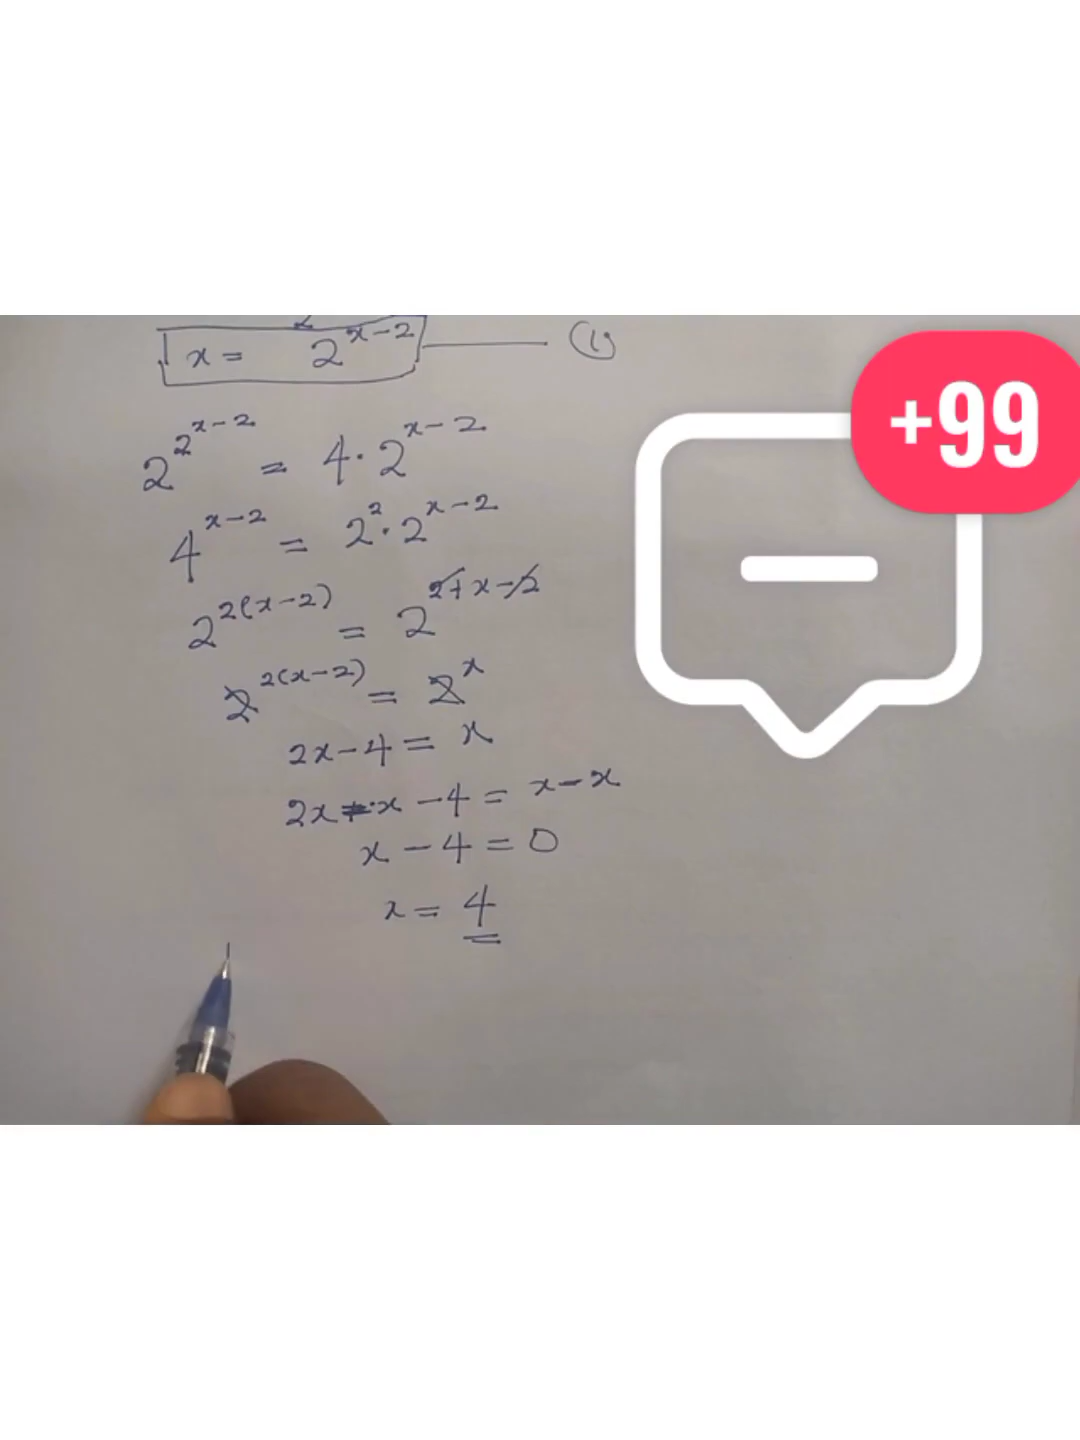 x = 2^{x-2} (1)
+99
2^{2^{x-2}} = 4 · 2^{x-2}
4^{x-2} = 2^2 · 2^{x-2}
2^{2(x-2)} = 2^{2+x-2}
2^{2(x-2)} = 2^x
2x-4 = x
2x-x-4 = x-x
x-4=0
x = 4